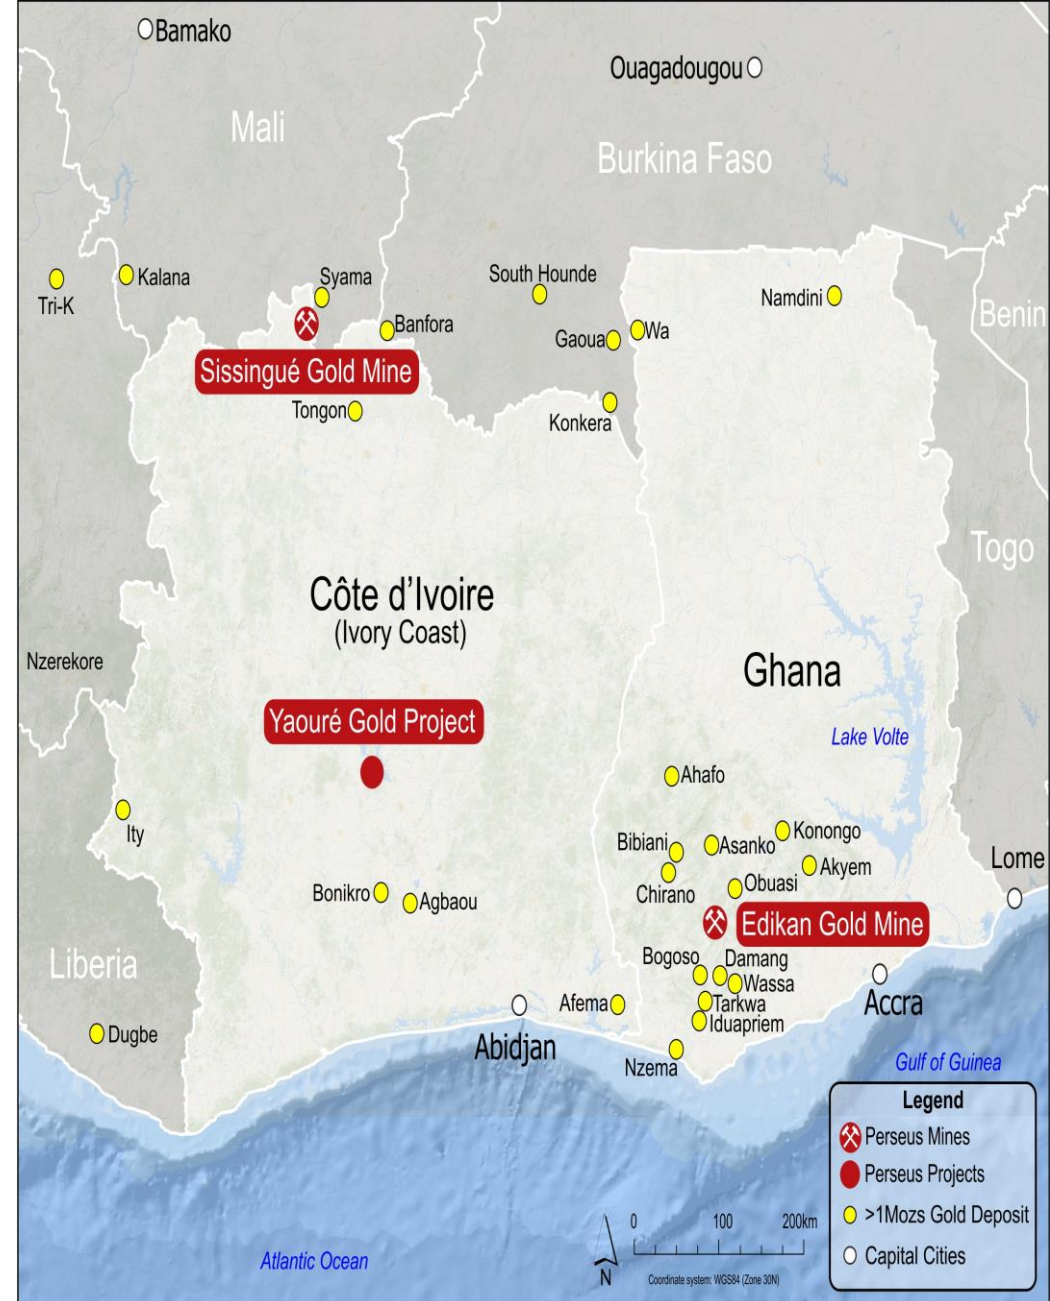 Bamako
Ouagadougou
Mali
Burkina Faso
Kalana
Syama
South Hounde
Namdini
Tri-K
Benin
Banfora
Gaoua
Wa
Sissingué Gold Mine
Tongon
Konkera
Togo
Côte d'Ivoire
(Ivory Coast)
Nzerekore
Ghana
Yaouré Gold Project
Lake Volte
Ahafo
Ity
Konongo
Bibiani
Asanko
Lome
Akyem
Chirano
Obuasi
Bonikro
Agbaou
Edikan Gold Mine
Liberia
Bogoso
Damang
Wassa
Afema
Tarkwa
Accra
Iduapriem
Dugbe
Abidjan
Nzema
Gulf of Guinea
Legend
Perseus Mines
Perseus Projects
>1Mozs Gold Deposit
Capital Cities
0 100 200km
Atlantic Ocean
N
Coordinate system: WGS84 (Zone 30N)